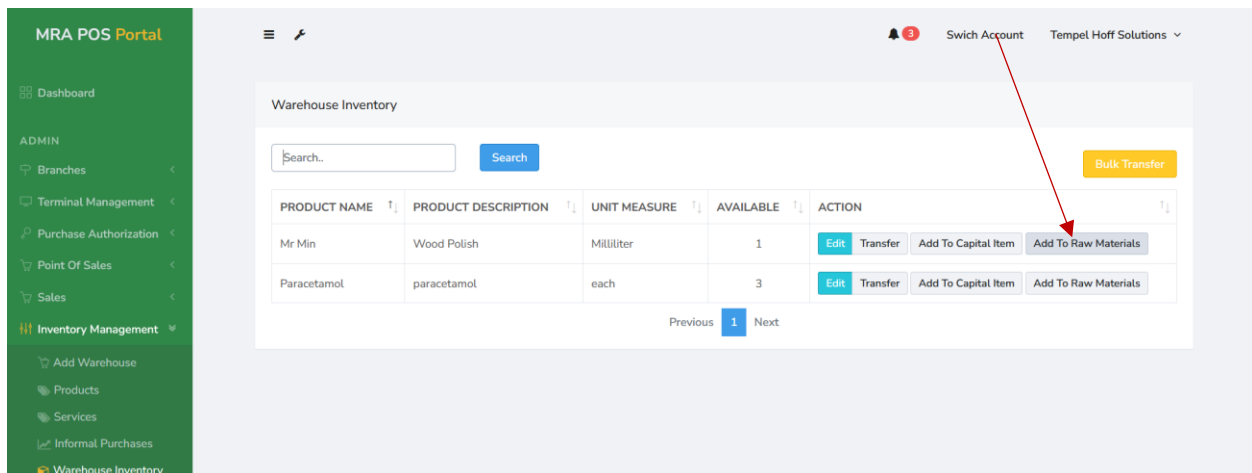 MRA POS Portal
3
Swich Account
Tempel Hoff Solutions
Dashboard
ADMIN
Branches
Terminal Management
Purchase Authorization
Point Of Sales
Sales
Inventory Management
Add Warehouse
Products
Services
Informal Purchases
Warehouse Inventory
Warehouse Inventory
Search..
Search
Bulk Transfer
PRODUCT NAME PRODUCT DESCRIPTION UNIT MEASURE AVAILABLE ACTION
Mr Min Wood Polish Milliliter 1 Edit Transfer Add To Capital Item Add To Raw Materials
Paracetamol paracetamol each 3 Edit Transfer Add To Capital Item Add To Raw Materials
Previous 1 Next